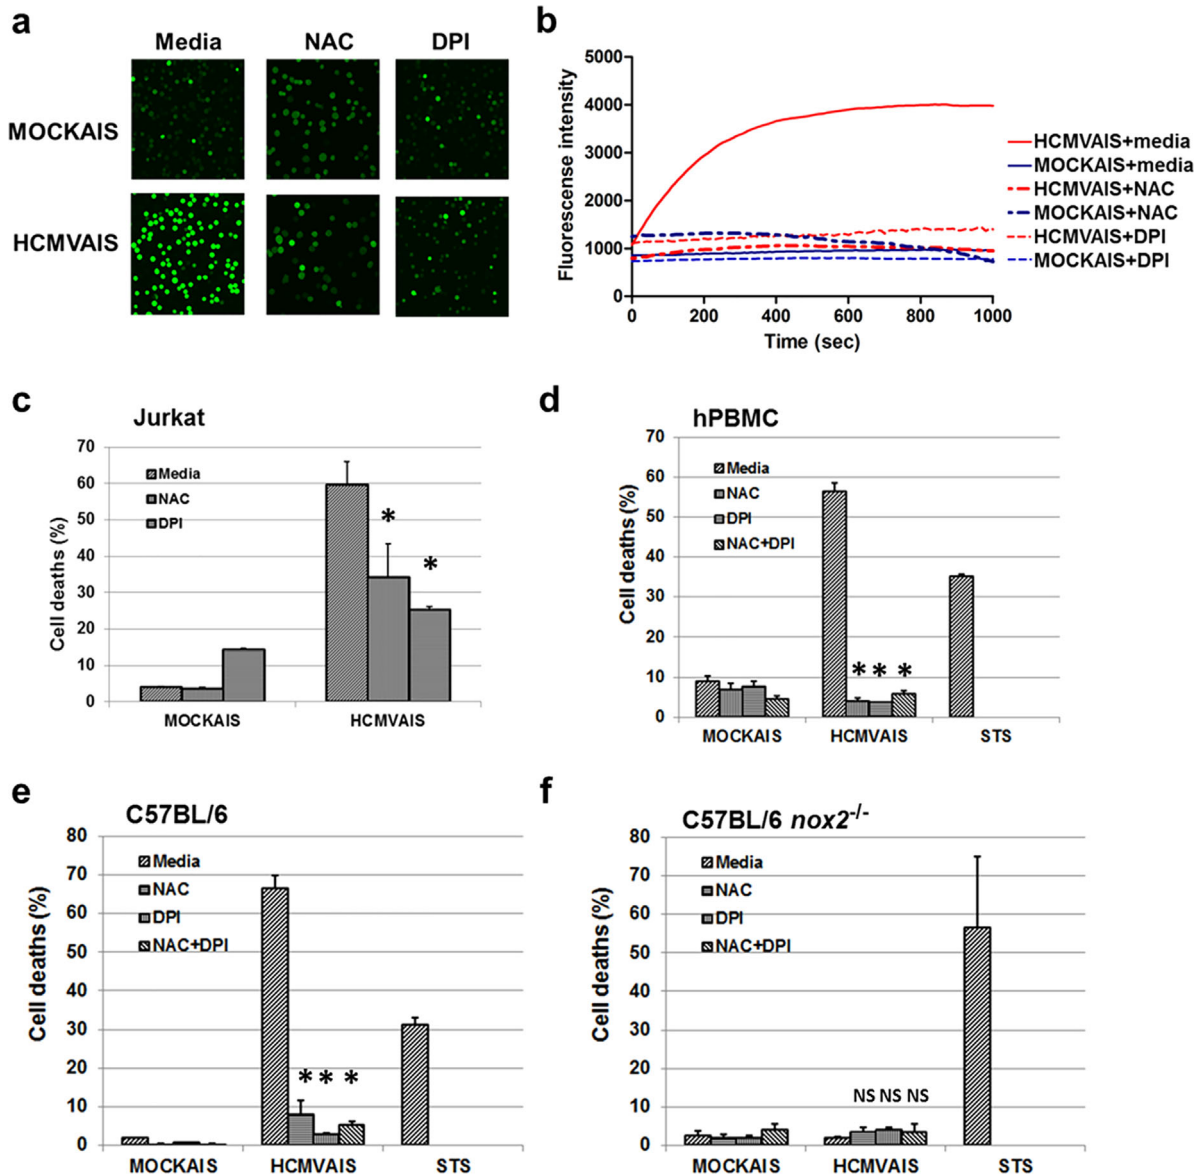 a
Media NAC DPI
MOCKAIS
HCMVAIS
b
Fluorescense intensity
5000
4000
3000
2000
1000
0
0 200 400 600 800 1000
Time (sec)
HCMVAIS+media
MOCKAIS+media
HCMVAIS+NAC
MOCKAIS+NAC
HCMVAIS+DPI
MOCKAIS+DPI
c
Jurkat
Cell deaths (%)
70
60
50
40
30
20
10
0
Media
NAC
DPI
* *
MOCKAIS HCMVAIS
d
hPBMC
Cell deaths (%)
70
60
50
40
30
20
10
0
Media
NAC
DPI
NAC+DPI
* * *
MOCKAIS HCMVAIS STS
e
C57BL/6
Cell deaths (%)
80
70
60
50
40
30
20
10
0
Media
NAC
DPI
NAC+DPI
* * *
MOCKAIS HCMVAIS STS
f
C57BL/6 nox2-/-
Cell deaths (%)
80
70
60
50
40
30
20
10
0
Media
NAC
DPI
NAC+DPI
NS NS NS
MOCKAIS HCMVAIS STS